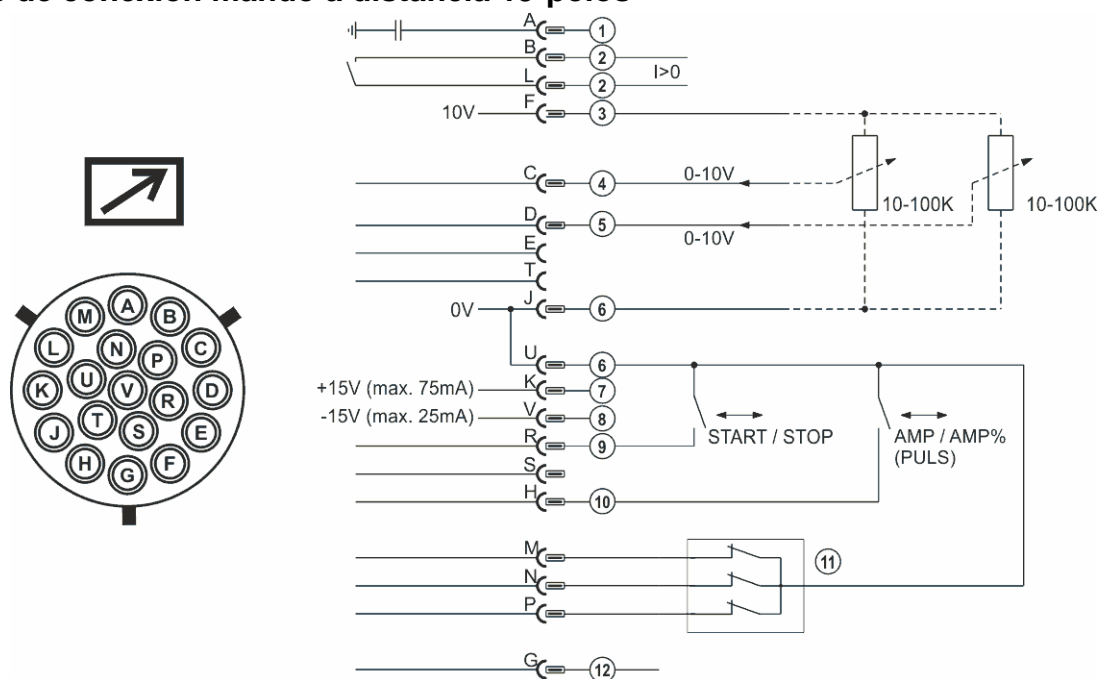 de conexión mando a distancia 19 polos
A 1
B 2
I>0
L 2
10V F 3
C 4 0-10V
10-100K 10-100K
D 5
0-10V
E
T
0V J 6
U 6
+15V (max. 75mA) K 7
-15V (max. 25mA) V 8
START / STOP AMP / AMP%
(PULS)
R 9
S
H 10
M 11
N
P
G 12
A
M B
N
L P C
U
K V D
R
T
J S E
H F
G